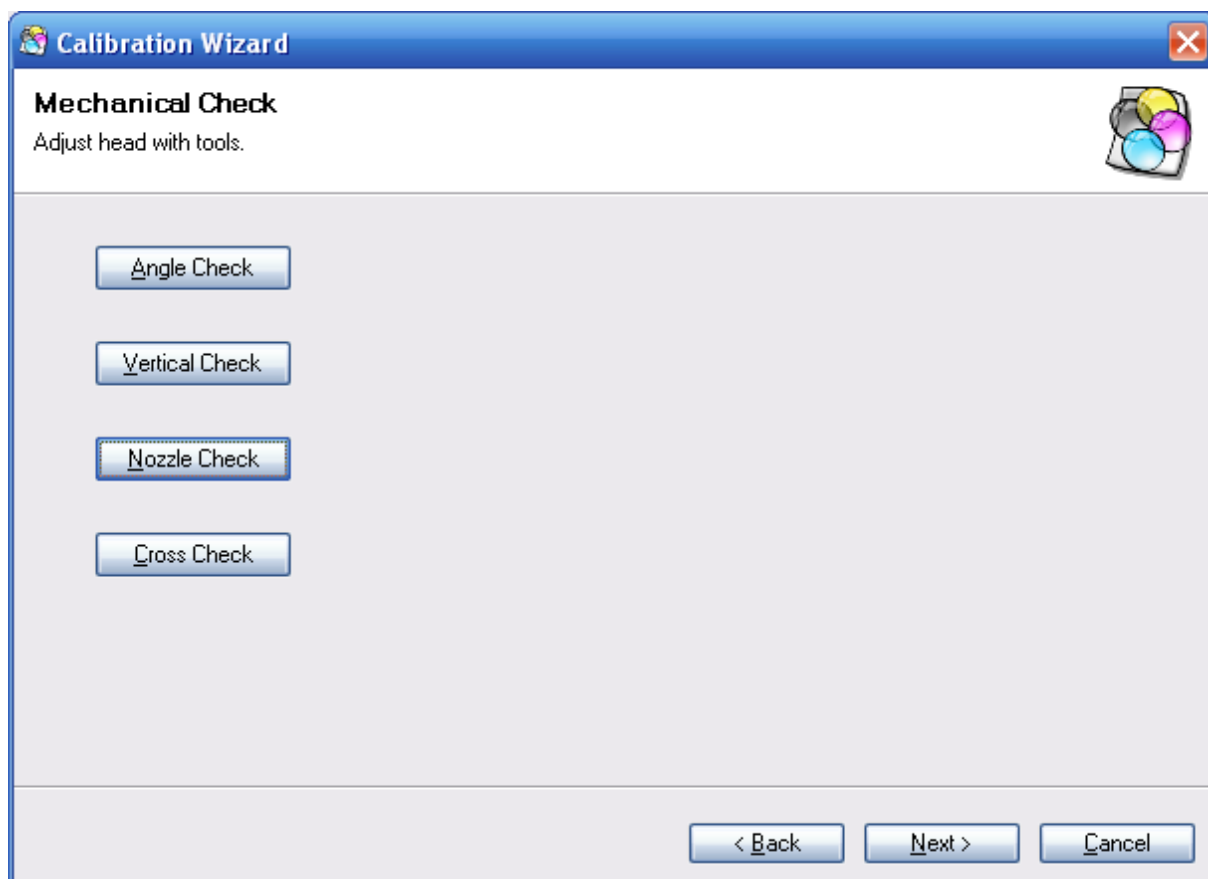 Calibration Wizard
Mechanical Check
Adjust head with tools.
Angle Check
Vertical Check
Nozzle Check
Cross Check
< Back Next > Cancel